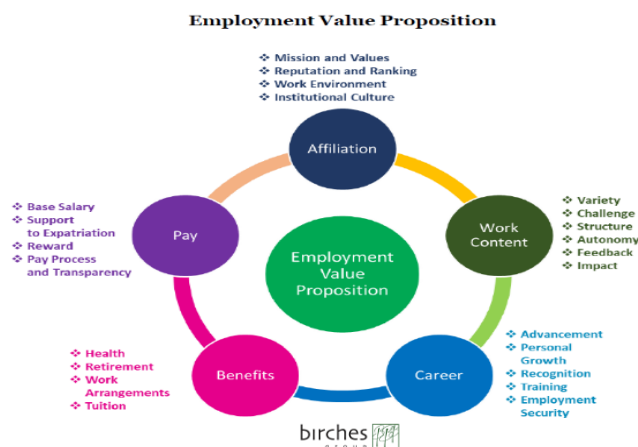 Employment Value Proposition
❖ Mission and Values
❖ Reputation and Ranking
❖ Work Environment
❖ Institutional Culture
Affiliation
❖ Base Salary
❖ Support
to Expatriation
❖ Reward
❖ Pay Process
and Transparency
Pay
Work
Content
❖ Variety
❖ Challenge
❖ Structure
❖ Autonomy
❖ Feedback
❖ Impact
Employment
Value
Proposition
❖ Health
❖ Retirement
❖ Work
Arrangements
❖ Tuition
Benefits
Career
❖ Advancement
❖ Personal
Growth
❖ Recognition
❖ Training
❖ Employment
Security
birches